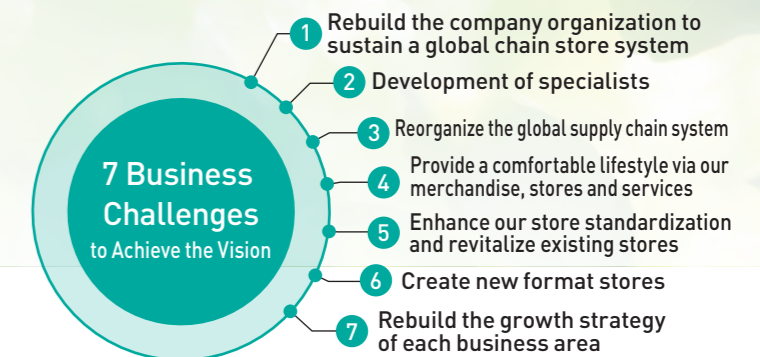 7 Business
Challenges
to Achieve the Vision
1 Rebuild the company organization to
sustain a global chain store system
2 Development of specialists
3 Reorganize the global supply chain system
4 Provide a comfortable lifestyle via our
merchandise, stores and services
5 Enhance our store standardization
and revitalize existing stores
6 Create new format stores
7 Rebuild the growth strategy
of each business area